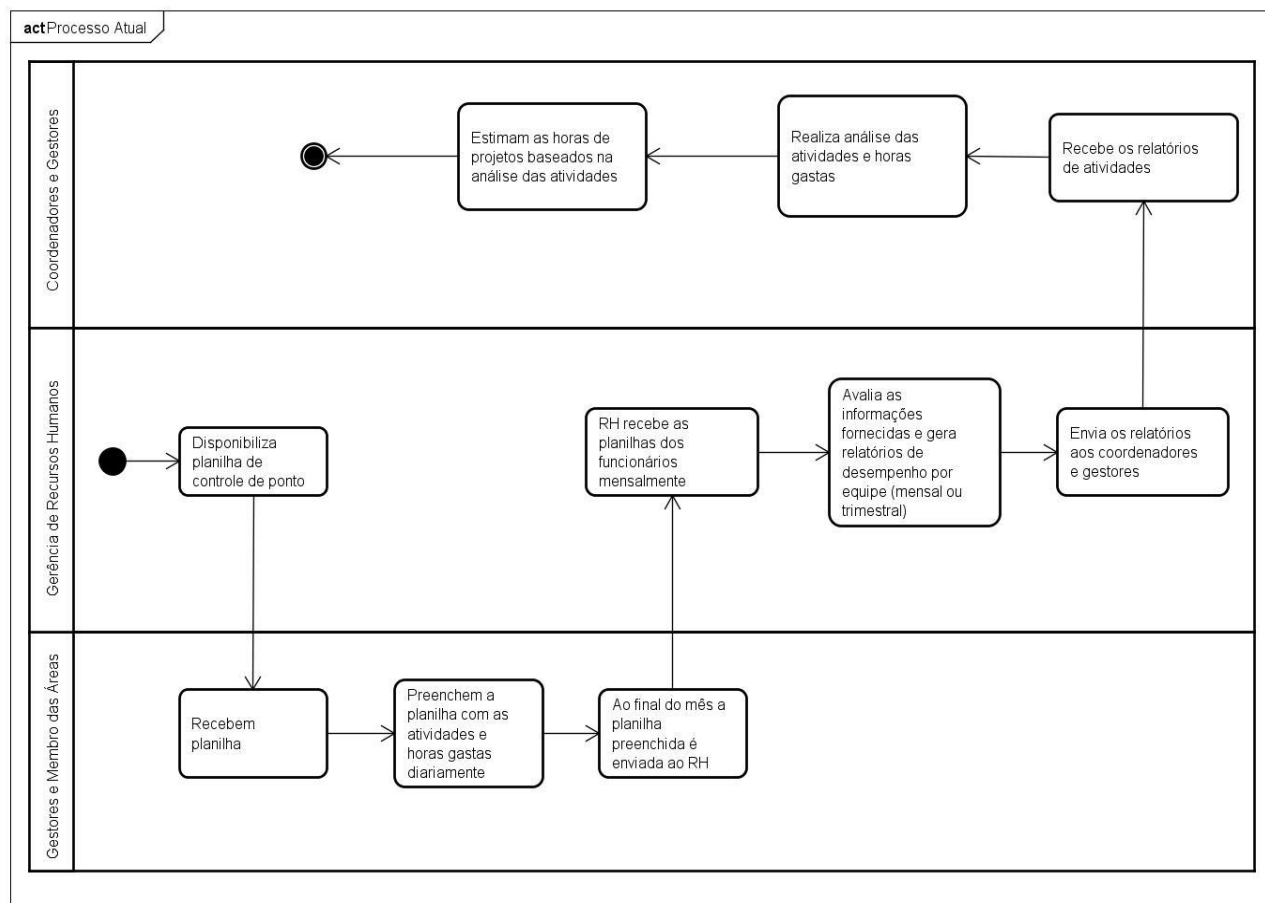 act Processo Atual
Coordenadores e Gestores
Estimam as horas de
projetos baseados na
análise das atividades
Realiza análise das
atividades e horas
gastas
Recebe os relatórios
de atividades
Gerência de Recursos Humanos
Disponibiliza
planilha de
controle de ponto
RH recebe as
planilhas dos
funcionários
mensalmente
Avalia as
informações
fornecidas e gera
relatórios de
desempenho por
equipe (mensal ou
trimestral)
Envia os relatórios
aos coordenadores
e gestores
Gestores e Membro das Áreas
Recebem
planilha
Preenchem a
planilha com as
atividades e
horas gastas
diariamente
Ao final do mês a
planilha
preenchida é
enviada ao RH